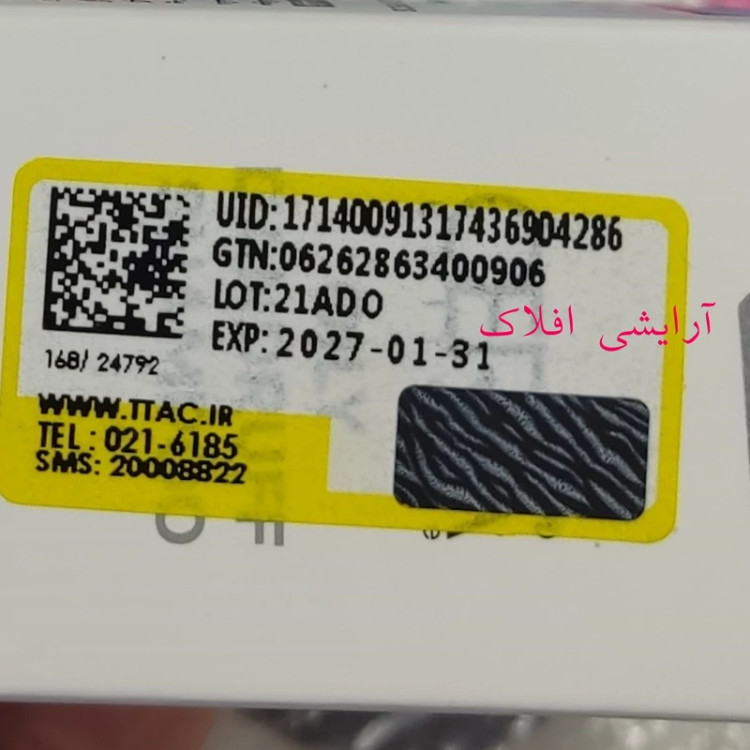 UID:17140091317436904286
GTN:06262863400906
LOT:21ADO
EXP:2027-01-31
168/ 24792
WWW.TTAC.IR
TEL : 021-6185
SMS: 20008822
آرایشی افلاک